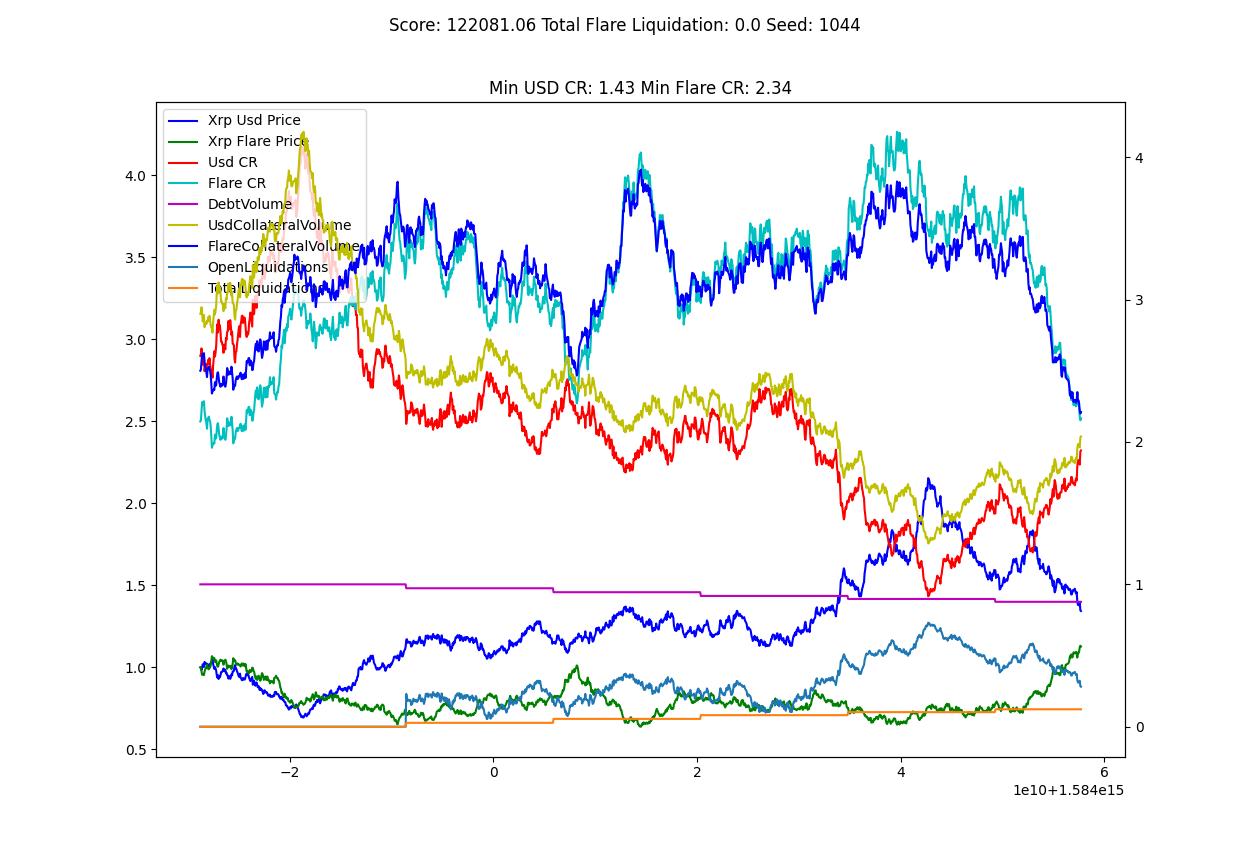 Score: 122081.06 Total Flare Liquidation: 0.0 Seed: 1044
Min USD CR: 1.43 Min Flare CR: 2.34
Xrp Usd Price
Xrp Flare Price
Usd CR
Flare CR
DebtVolume
UsdCollateralVolume
FlareCollateralVolume
OpenLiquidations
TotalLiquidations
4.0
3.5
3.0
2.5
2.0
1.5
1.0
0.5
4
3
2
1
0
−2
0
2
4
6
1e10+1.584e15